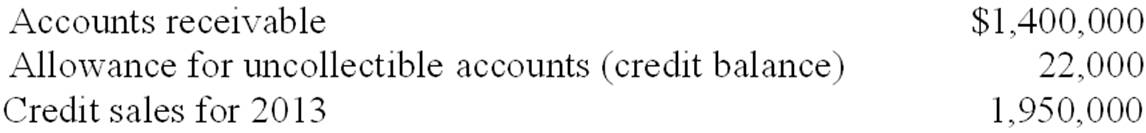 Accounts receivable $1,400,000
Allowance for uncollectible accounts (credit balance) 22,000
Credit sales for 2013 1,950,000